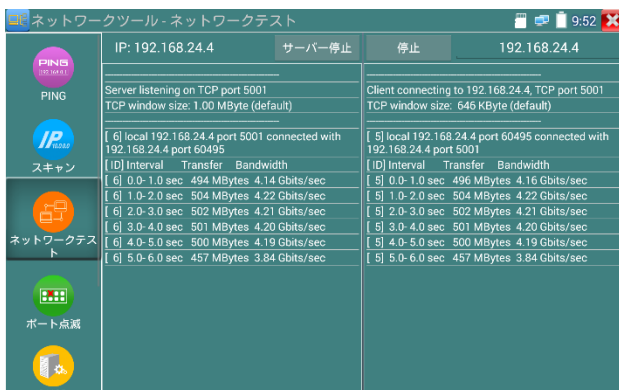 ネットワークツール - ネットワークテスト
9:52
PING
PING
スキャン
ネットワークテス
ト
ポート点滅
IP: 192.168.24.4
サーバー停止
Server listening on TCP port 5001
TCP window size: 1.00 MByte (default)
[ 6] local 192.168.24.4 port 5001 connected with
192.168.24.4 port 60495
[ID] Interval Transfer Bandwidth
[ 6] 0.0- 1.0 sec 494 MBytes 4.14 Gbits/sec
[ 6] 1.0- 2.0 sec 504 MBytes 4.22 Gbits/sec
[ 6] 2.0- 3.0 sec 502 MBytes 4.21 Gbits/sec
[ 6] 3.0- 4.0 sec 501 MBytes 4.20 Gbits/sec
[ 6] 4.0- 5.0 sec 500 MBytes 4.19 Gbits/sec
[ 6] 5.0- 6.0 sec 457 MBytes 3.84 Gbits/sec
停止
192.168.24.4
Client connecting to 192.168.24.4, TCP port 5001
TCP window size: 646 KByte (default)
[ 5] local 192.168.24.4 port 60495 connected with
192.168.24.4 port 5001
[ID] Interval Transfer Bandwidth
[ 5] 0.0- 1.0 sec 496 MBytes 4.16 Gbits/sec
[ 5] 1.0- 2.0 sec 504 MBytes 4.22 Gbits/sec
[ 5] 2.0- 3.0 sec 502 MBytes 4.21 Gbits/sec
[ 5] 3.0- 4.0 sec 501 MBytes 4.20 Gbits/sec
[ 5] 4.0- 5.0 sec 500 MBytes 4.19 Gbits/sec
[ 5] 5.0- 6.0 sec 457 MBytes 3.84 Gbits/sec